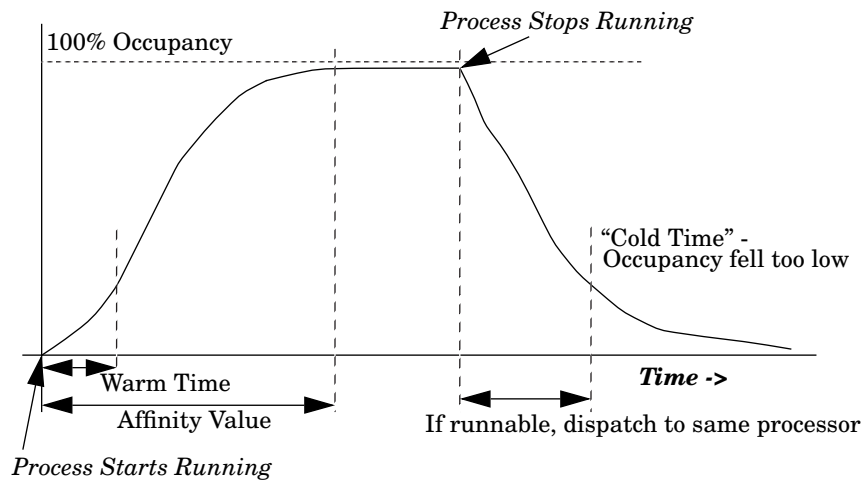 Process Stops Running
100% Occupancy
“Cold Time” -
Occupancy fell too low
Warm Time
Time ->
Affinity Value
If runnable, dispatch to same processor
Process Starts Running